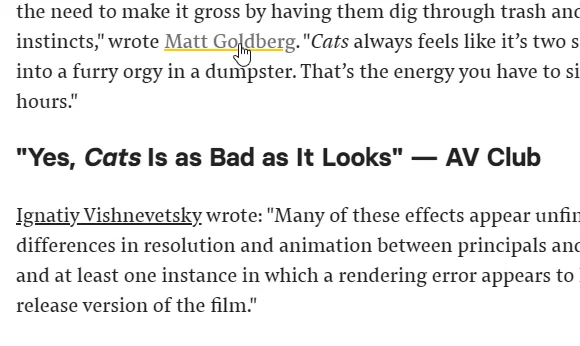 the need to make it gross by having them dig through trash and
instincts," wrote Matt Goldberg. "Cats always feels like it's two s
into a furry orgy in a dumpster. That's the energy you have to si
hours."
"Yes, Cats Is as Bad as It Looks" — AV Club
Ignatiy Vishnevetsky wrote: "Many of these effects appear unfin
differences in resolution and animation between principals and
and at least one instance in which a rendering error appears to
release version of the film."